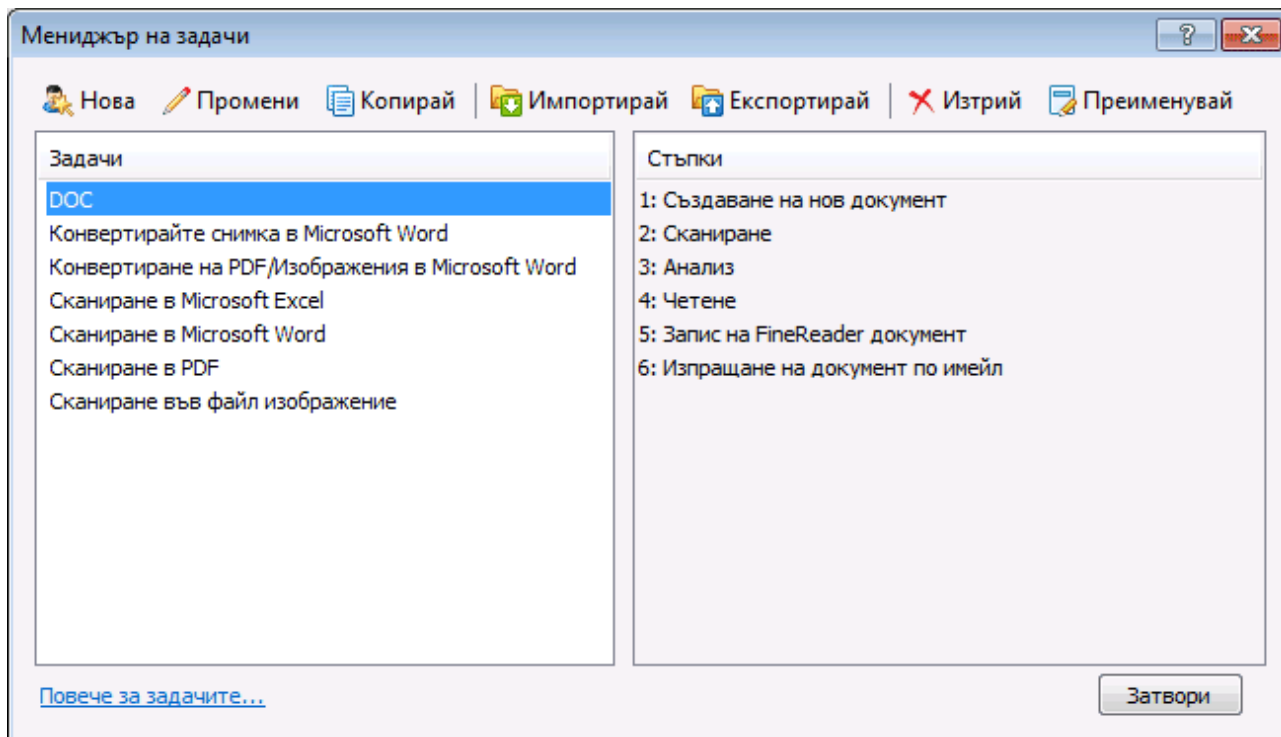 Мениджър на задачи
Нова Промени Копирай Импортирай Експортирай Изтрий Преименувай
Задачи
DOC
Конвертирайте снимка в Microsoft Word
Конвертиране на PDF/Изображения в Microsoft Word
Сканиране в Microsoft Excel
Сканиране в Microsoft Word
Сканиране в PDF
Сканиране във файл изображение
Стъпки
1: Създаване на нов документ
2: Сканиране
3: Анализ
4: Четене
5: Запис на FineReader документ
6: Изпращане на документ по имейл
Повече за задачите...
Затвори